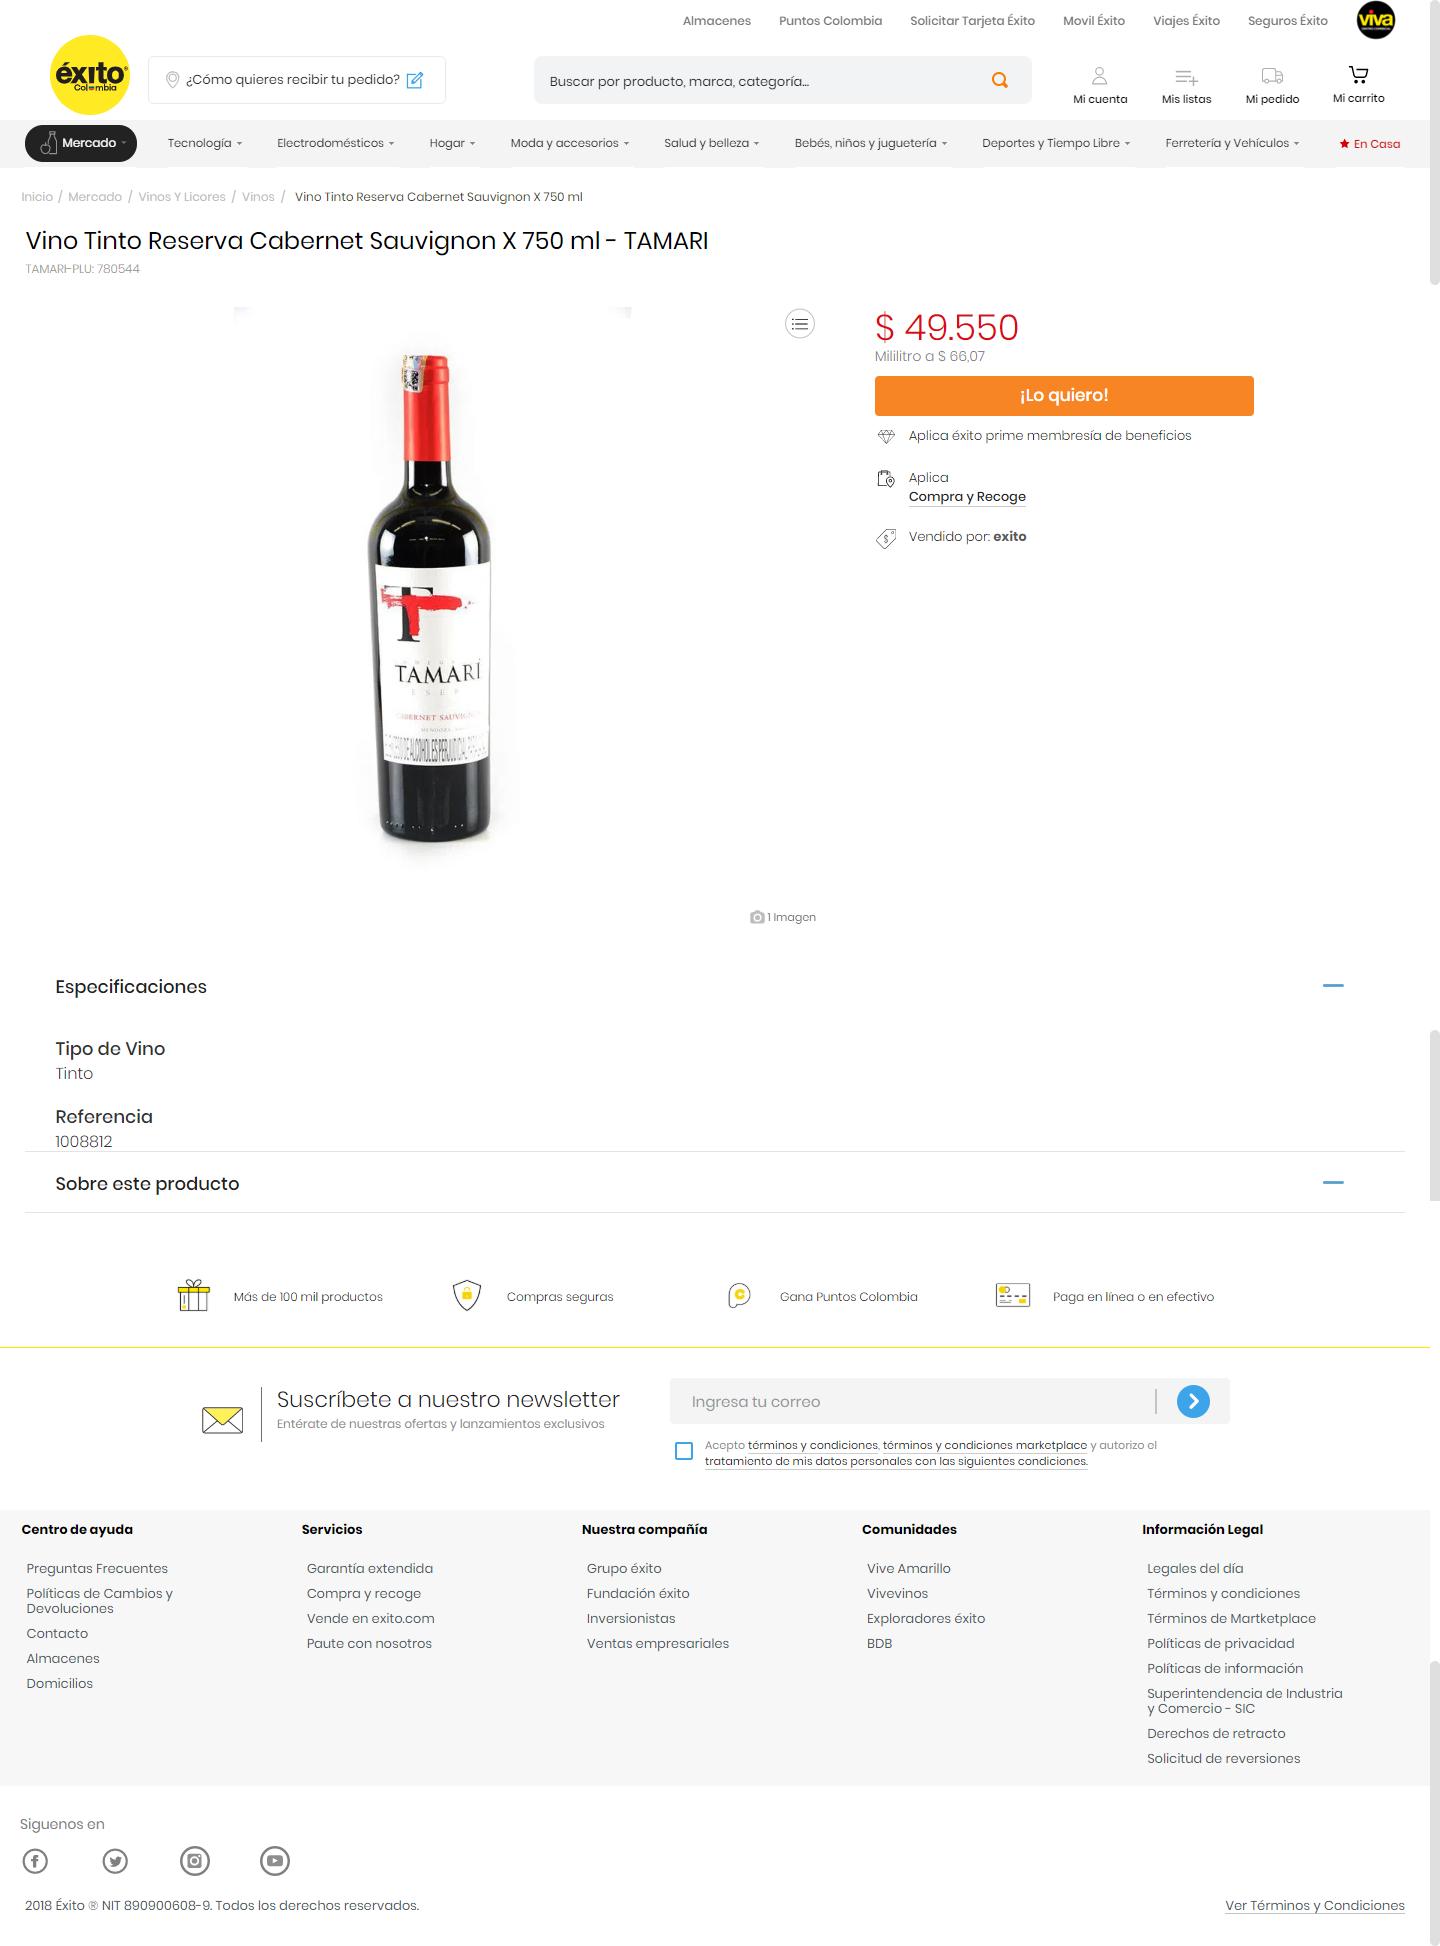 Almacenes Puntos Colombia Solicitar Tarjeta Éxito Movil Éxito Viajes Éxito Seguros Éxito viva
éxito
Colombia
¿Cómo quieres recibir tu pedido?
Buscar por producto, marca, categoría...
Mi cuenta Mis listas Mi pedido Mi carrito
Mercado Tecnología Electrodomésticos Hogar Moda y accesorios Salud y belleza Bebés, niños y juguetería Deportes y Tiempo Libre Ferretería y Vehículos En Casa
Inicio / Mercado / Vinos Y Licores / Vinos / Vino Tinto Reserva Cabernet Sauvignon X 750 ml
Vino Tinto Reserva Cabernet Sauvignon X 750 ml - TAMARI
TAMARI-PLU: 780544
T
TAMARÍ
CABERNET SAUVIGNON
$ 49.550
Mililitro a $ 66,07
¡Lo quiero!
Aplica éxito prime membresía de beneficios
Aplica
Compra y Recoge
Vendido por: exito
1 Imagen
Especificaciones
Tipo de Vino
Tinto
Referencia
1008812
Sobre este producto
Más de 100 mil productos
Compras seguras
Gana Puntos Colombia
Paga en línea o en efectivo
Suscríbete a nuestro newsletter
Entérate de nuestras ofertas y lanzamientos exclusivos
Ingresa tu correo
Acepto términos y condiciones, términos y condiciones marketplace y autorizo el
tratamiento de mis datos personales con las siguientes condiciones.
Centro de ayuda
Preguntas Frecuentes
Políticas de Cambios y
Devoluciones
Contacto
Almacenes
Domicilios
Servicios
Garantía extendida
Compra y recoge
Vende en exito.com
Paute con nosotros
Nuestra compañía
Grupo éxito
Fundación éxito
Inversionistas
Ventas empresariales
Comunidades
Vive Amarillo
Vivevinos
Exploradores éxito
BDB
Información Legal
Legales del día
Términos y condiciones
Términos de Martketplace
Políticas de privacidad
Políticas de información
Superintendencia de Industria
y Comercio - SIC
Derechos de retracto
Solicitud de reversiones
Siguenos en
2018 Éxito ® NIT 890900608-9. Todos los derechos reservados.
Ver Términos y Condiciones